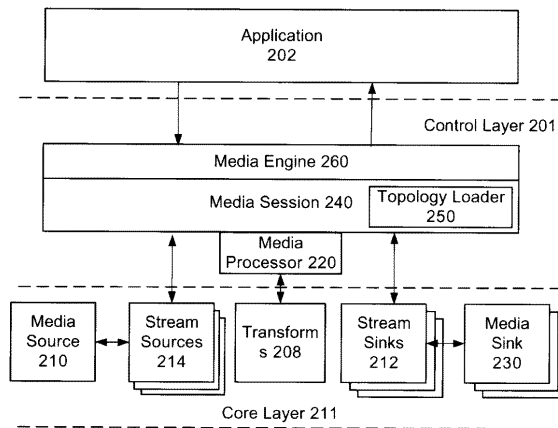 Application
202
Control Layer 201
Media Engine 260
Media Session 240
Topology Loader
250
Media
Processor 220
Media
Source
210
Stream
Sources
214
Transform
s 208
Stream
Sinks
212
Media
Sink
230
Core Layer 211